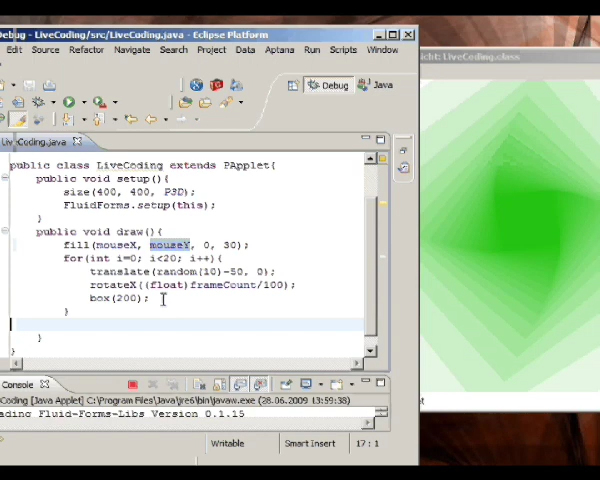 Debug - LiveCoding/src/LiveCoding.java - Eclipse Platform
Edit Source Refactor Navigate Search Project Data Aptana Run Scripts Window
Debug Java
LiveCoding.java
public class LiveCoding extends PApplet{
public void setup(){
size(400, 400, P3D);
FluidForms.setup(this);
}
public void draw(){
fill(mouseX, mouseY, 0, 30);
for(int i=0; i<20; i++){
translate(random(10)-50, 0);
rotateX((float)frameCount/100);
box(200);
}
}
}
Console
Coding [Java Applet] C:\Program Files\Java\jre6\bin\javaw.exe (28.06.2009 13:59:38)
ading Fluid-Forms-Libs Version 0.1.15
Writable Smart Insert 17 : 1
icht: LiveCoding.class